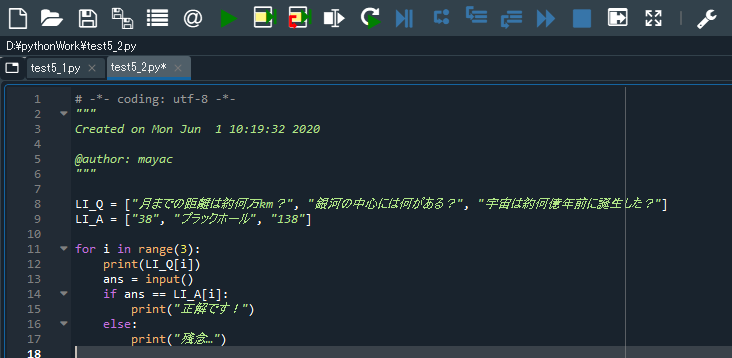 D:¥pythonWork¥test5_2.py
test5_1.py test5_2.py*
1 # -*- coding: utf-8 -*-
2 """
3 Created on Mon Jun  1 10:19:32 2020
4
5 @author: mayac
6 """
7
8 LI_Q = ["月までの距離は約何万km？", "銀河の中心には何がある？", "宇宙は約何億年前に誕生した？"]
9 LI_A = ["38", "ブラックホール", "138"]
10
11 for i in range(3):
12     print(LI_Q[i])
13     ans = input()
14     if ans == LI_A[i]:
15         print("正解です！")
16     else:
17         print("残念…")
18